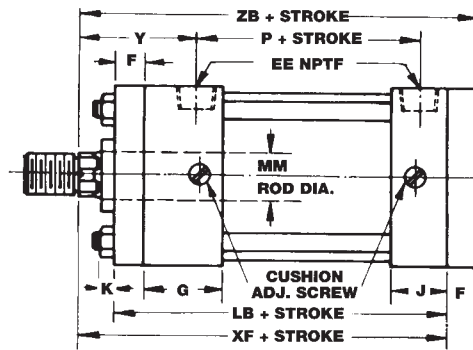 ZB + STROKE
Y
P + STROKE
F
EE NPTF
MM
ROD DIA.
CUSHION
ADJ. SCREW
K
G
J
F
LB + STROKE
XF + STROKE